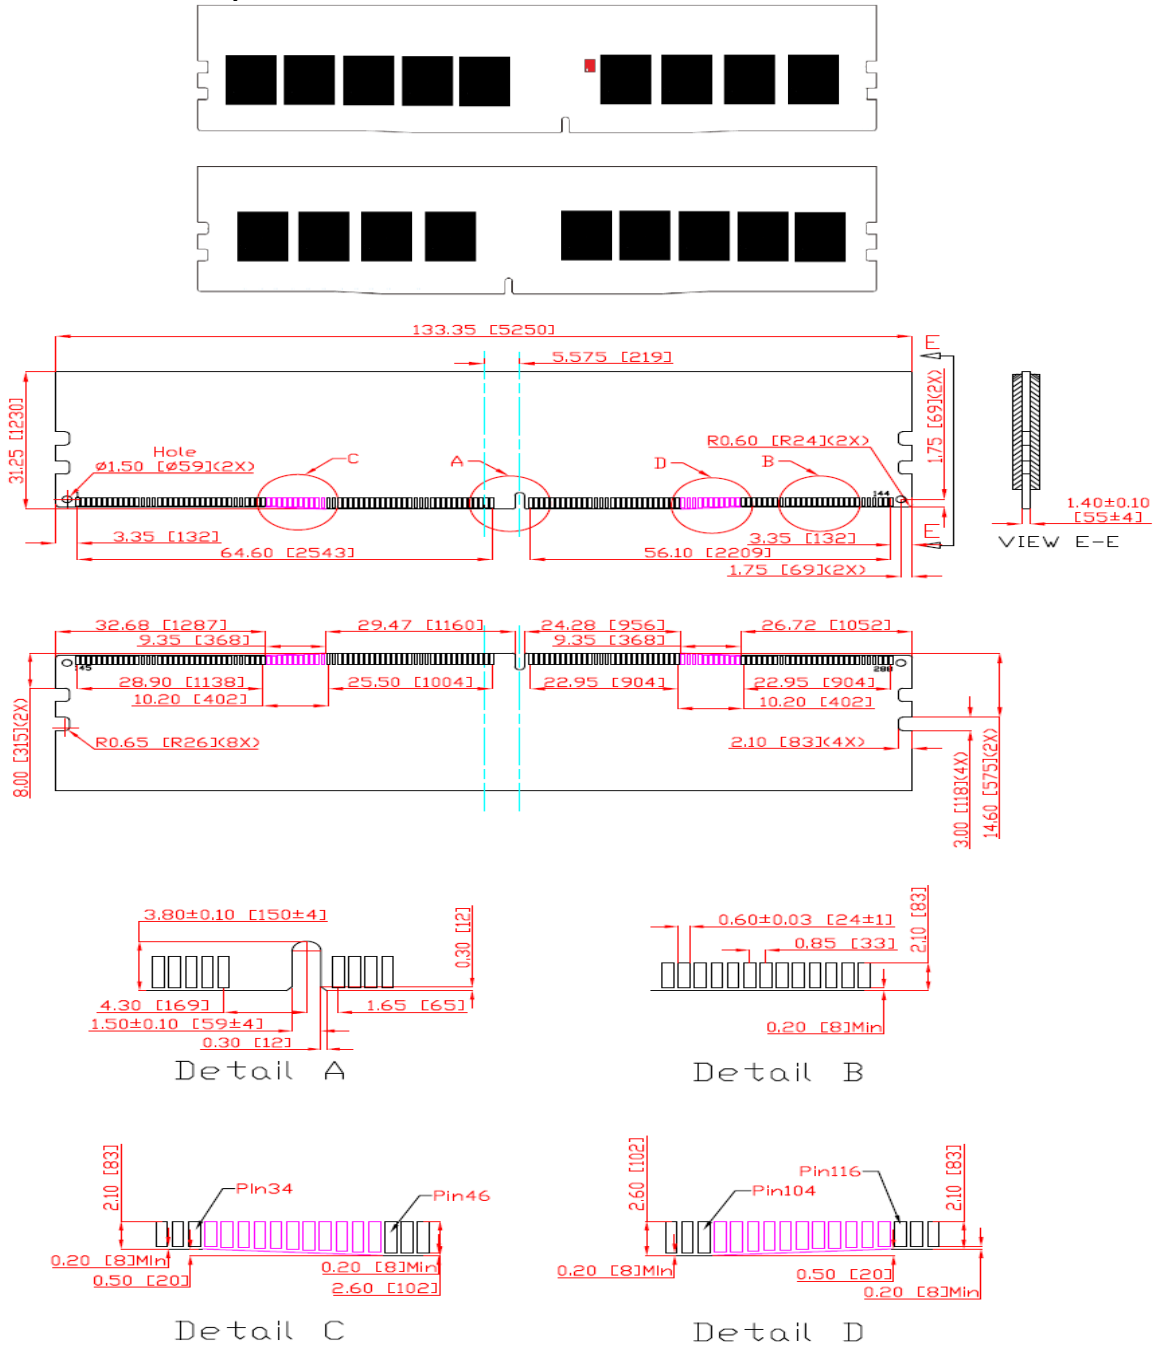 133.35 [5250]
5.575 [219]
E
31.25 [1230]
1.75 [69](2X)
Hole
Ø1.50 [Ø59](2X)
C
A
D
B
R0.60 [R24](2X)
1
144
1.40±0.10
[55±4]
VIEW E-E
3.35 [132]
3.35 [132]
E
64.60 [2543]
56.10 [2209]
1.75 [69](2X)
32.68 [1287]
29.47 [1160]
24.28 [956]
26.72 [1052]
9.35 [368]
9.35 [368]
145
288
28.90 [1138]
25.50 [1004]
22.95 [904]
22.95 [904]
10.20 [402]
10.20 [402]
8.00 [315](2X)
R0.65 [R26](8X)
2.10 [83](4X)
3.00 [118](4X)
14.60 [575](2X)
3.80±0.10 [150±4]
0.30 [12]
4.30 [169]
1.65 [65]
1.50±0.10 [59±4]
0.30 [12]
Detail A
0.60±0.03 [24±1]
2.10 [83]
0.85 [33]
0.20 [8]Min
Detail B
2.10 [83]
Pin34
Pin46
0.20 [8]Min
0.20 [8]Min
0.50 [20]
2.60 [102]
Detail C
2.60 [102]
Pin116
Pin104
2.10 [83]
0.20 [8]Min
0.50 [20]
0.20 [8]Min
Detail D